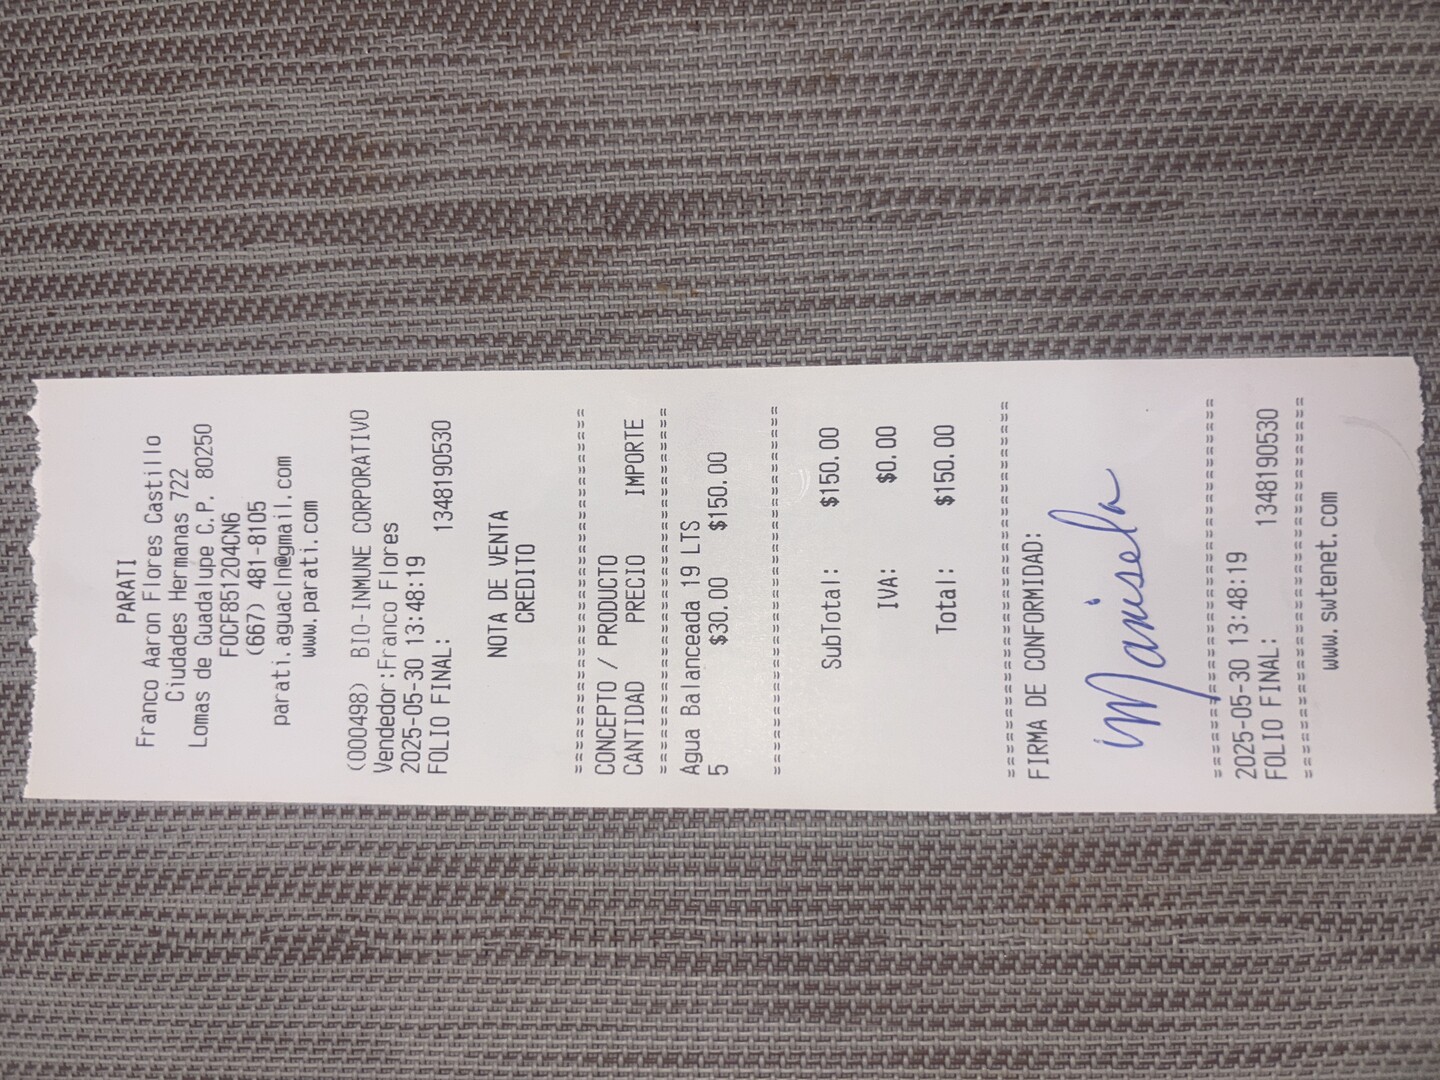 PARATI
Franco Aaron Flores Castillo
Ciudades Hermanas 722
Lomas de Guadalupe C.P. 80250
FOCF851204CN6
(667) 481-8105
parati.aguacln@gmail.com
www.parati.com
(000498) BIO-INMUNE CORPORATIVO
Vendedor:Franco Flores
2025-05-30 13:48:19
FOLIO FINAL: 1348190530
NOTA DE VENTA
CREDITO
================================
CONCEPTO / PRODUCTO
CANTIDAD PRECIO IMPORTE
================================
Agua Balanceada 19 LTS
5 $30.00 $150.00
================================
SubTotal: $150.00
IVA: $0.00
Total: $150.00
================================
FIRMA DE CONFORMIDAD:
Marisela
================================
2025-05-30 13:48:19
FOLIO FINAL: 1348190530
================================
www.swtenet.com